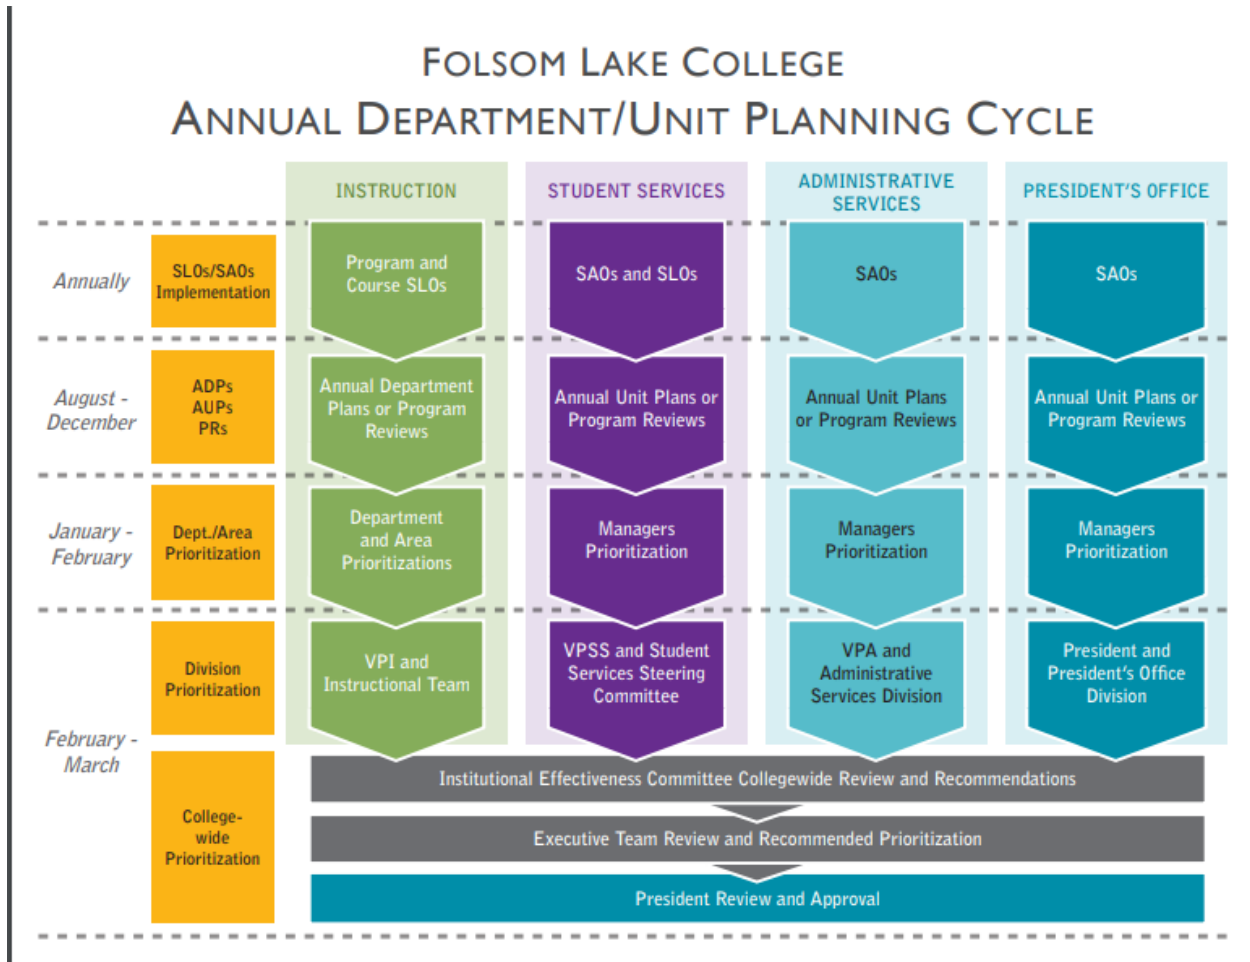 FOLSOM LAKE COLLEGE
ANNUAL DEPARTMENT/UNIT PLANNING CYCLE
INSTRUCTION
STUDENT SERVICES
ADMINISTRATIVE
SERVICES
PRESIDENT'S OFFICE
Annually
SLOs/SAOs
Implementation
Program and
Course SLOs
SAOs and SLOs
SAOs
SAOs
August -
December
ADPs
AUPs
PRs
Annual Department
Plans or Program
Reviews
Annual Unit Plans or
Program Reviews
Annual Unit Plans
or Program Reviews
Annual Unit Plans or
Program Reviews
January -
February
Dept./Area
Prioritization
Department
and Area
Prioritizations
Managers
Prioritization
Managers
Prioritization
Managers
Prioritization
February -
March
Division
Prioritization
VPI and
Instructional Team
VPSS and Student
Services Steering
Committee
VPA and
Administrative
Services Division
President and
President's Office
Division
College-
wide
Prioritization
Institutional Effectiveness Committee Collegewide Review and Recommendations
Executive Team Review and Recommended Prioritization
President Review and Approval